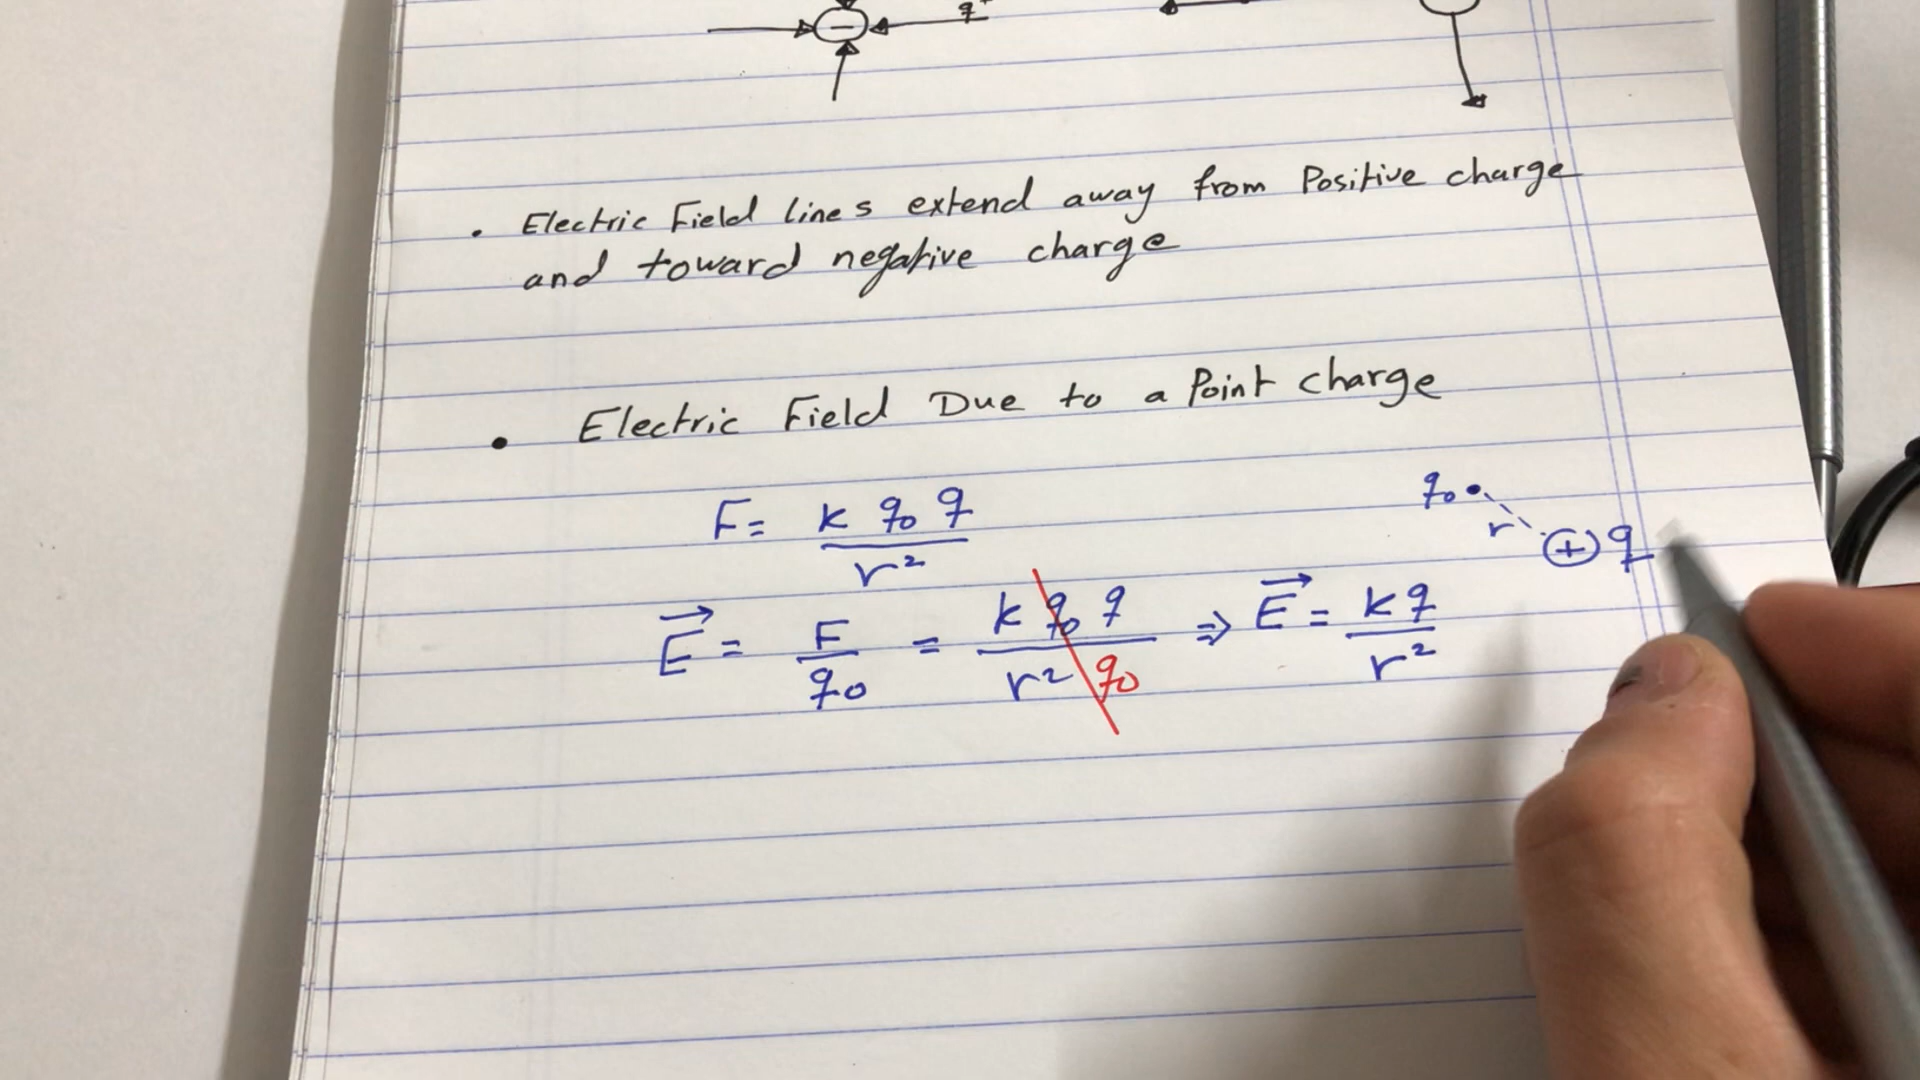 q+
. Electric Field lines extend away from Positive charge
and toward negative charge
• Electric Field Due to a Point charge
F = k q₀ q / r²
q₀ • r + q
E⃗ = F / q₀ = k q₀ q / r² q₀ ⇒ E⃗ = k q / r²